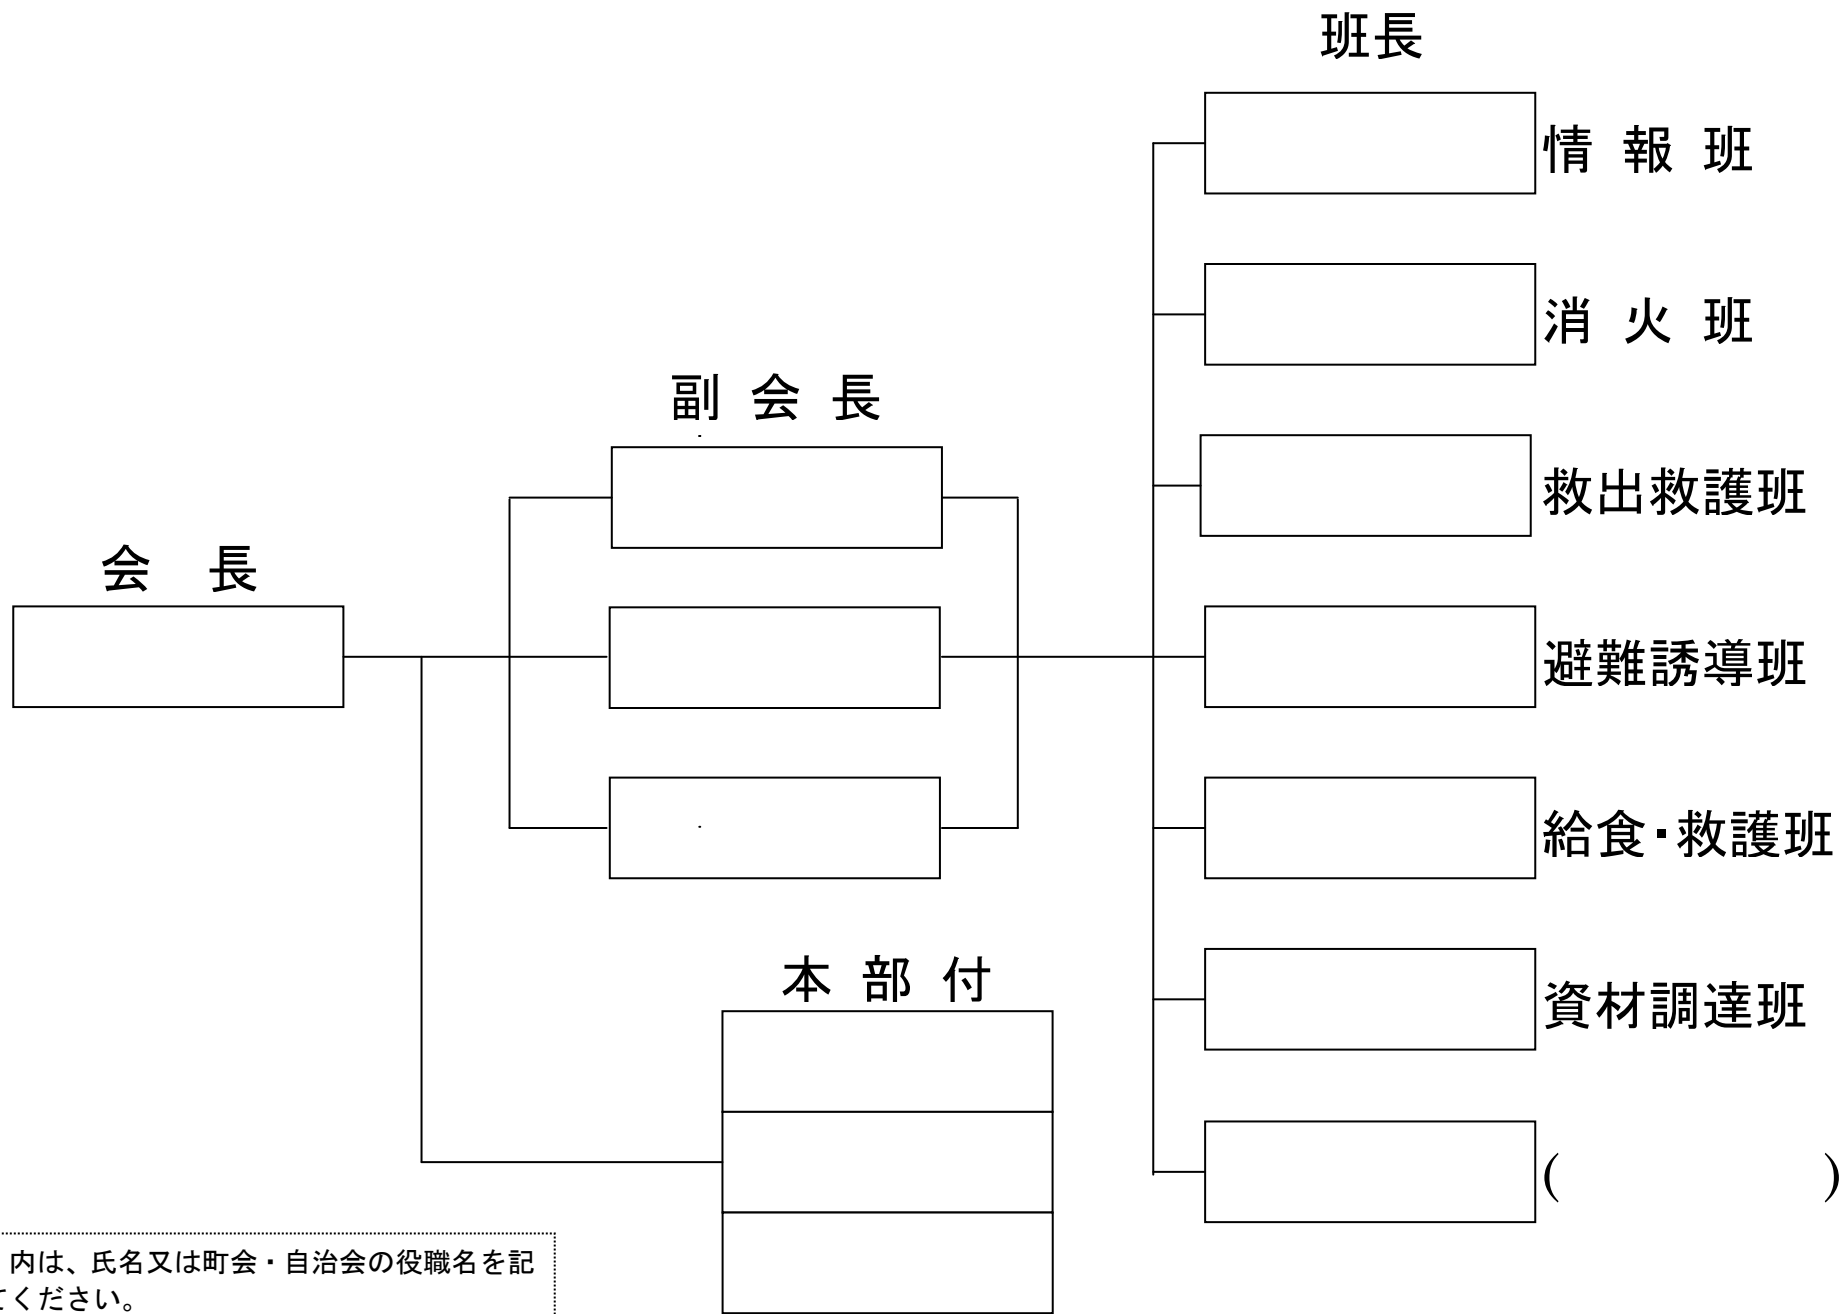 班長
情報班
消火班
副会長
救出救護班
会長
避難誘導班
給食・救護班
本部付
資材調達班
( )
内は、氏名又は町会・自治会の役職名を記
てください。